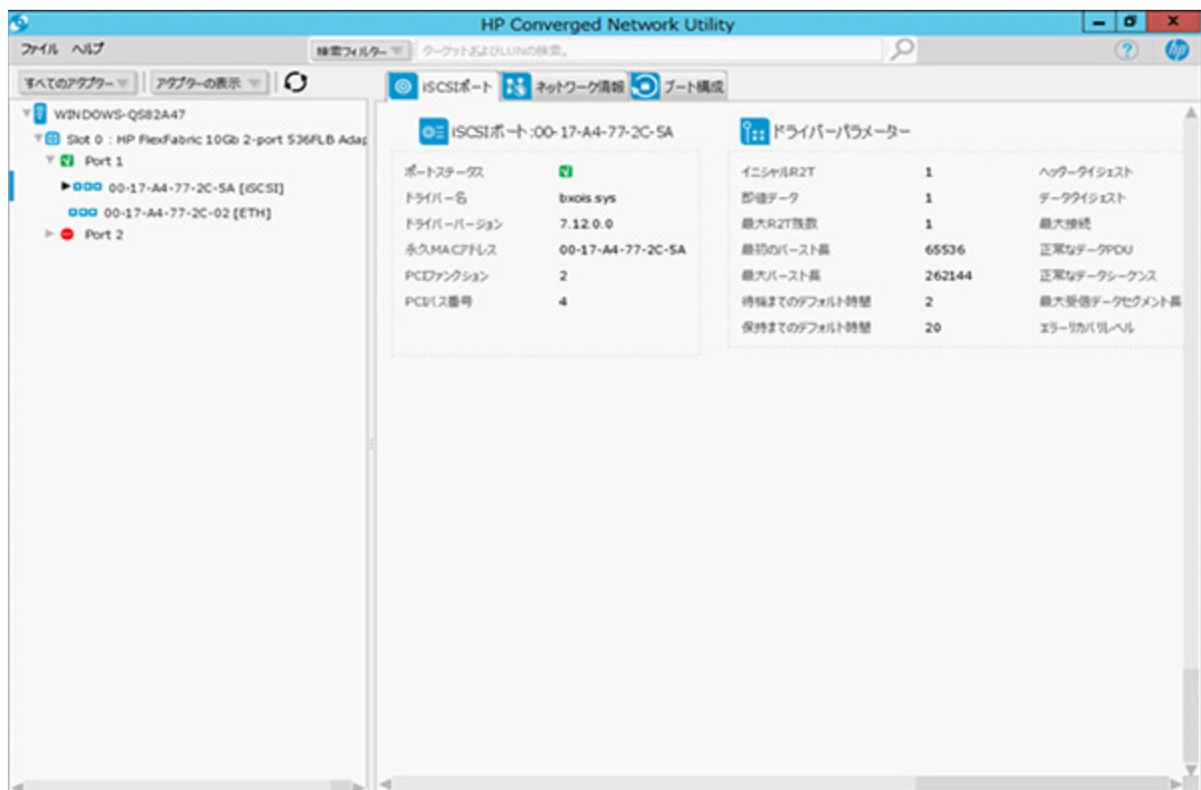 HP Converged Network Utility
ファイル ヘルプ
検索フィルター
ターゲットおよびLUNの検索。
?
hp
すべてのアダプター
アダプターの表示
iSCSIポート
ネットワーク情報
ブート構成
WINDOWS-QS82A47
Slot 0 : HP FlexFabric 10Gb 2-port 536FLB Adap
Port 1
00-17-A4-77-2C-5A [iSCSI]
00-17-A4-77-2C-02 [ETH]
Port 2
iSCSIポート:00-17-A4-77-2C-5A
ポートステータス
ドライバー名 bxois.sys
ドライバーバージョン 7.12.0.0
永久MACアドレス 00-17-A4-77-2C-5A
PCIファンクション 2
PCIバス番号 4
ドライバーパラメーター
イニシャルR2T 1 ヘッダーダイジェスト
即値データ 1 データダイジェスト
最大R2T残数 1 最大接続
最初のバースト長 65536 正常なデータPDU
最大バースト長 262144 正常なデータシーケンス
待機までのデフォルト時間 2 最大受信データセグメント長
保持までのデフォルト時間 20 エラーリカバリレベル